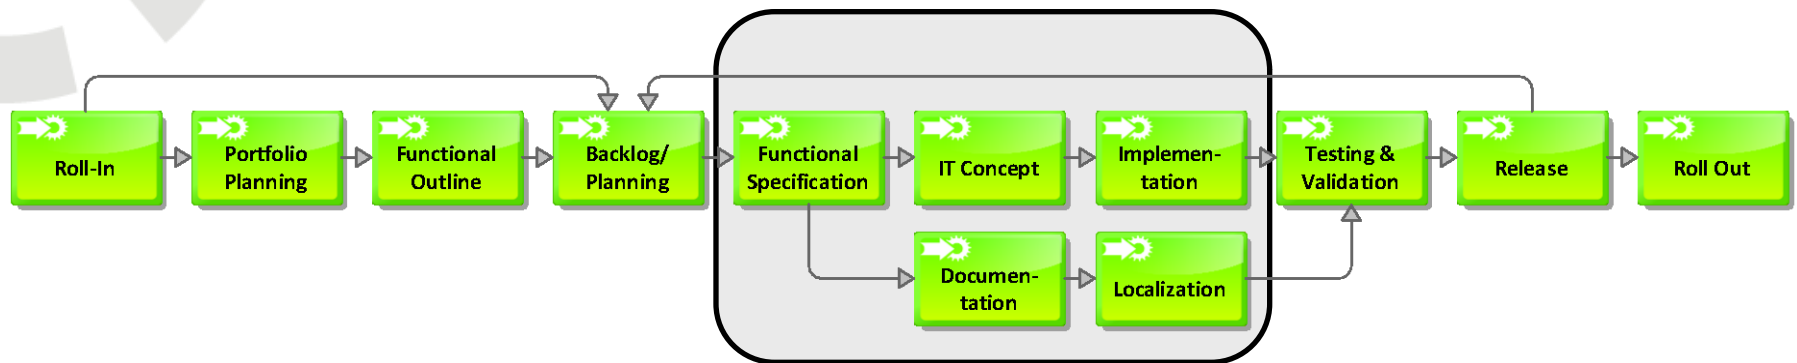 Roll-In
Portfolio
Planning
Functional
Outline
Backlog/
Planning
Functional
Specification
IT Concept
Implemen-
tation
Testing &
Validation
Release
Roll Out
Documen-
tation
Localization